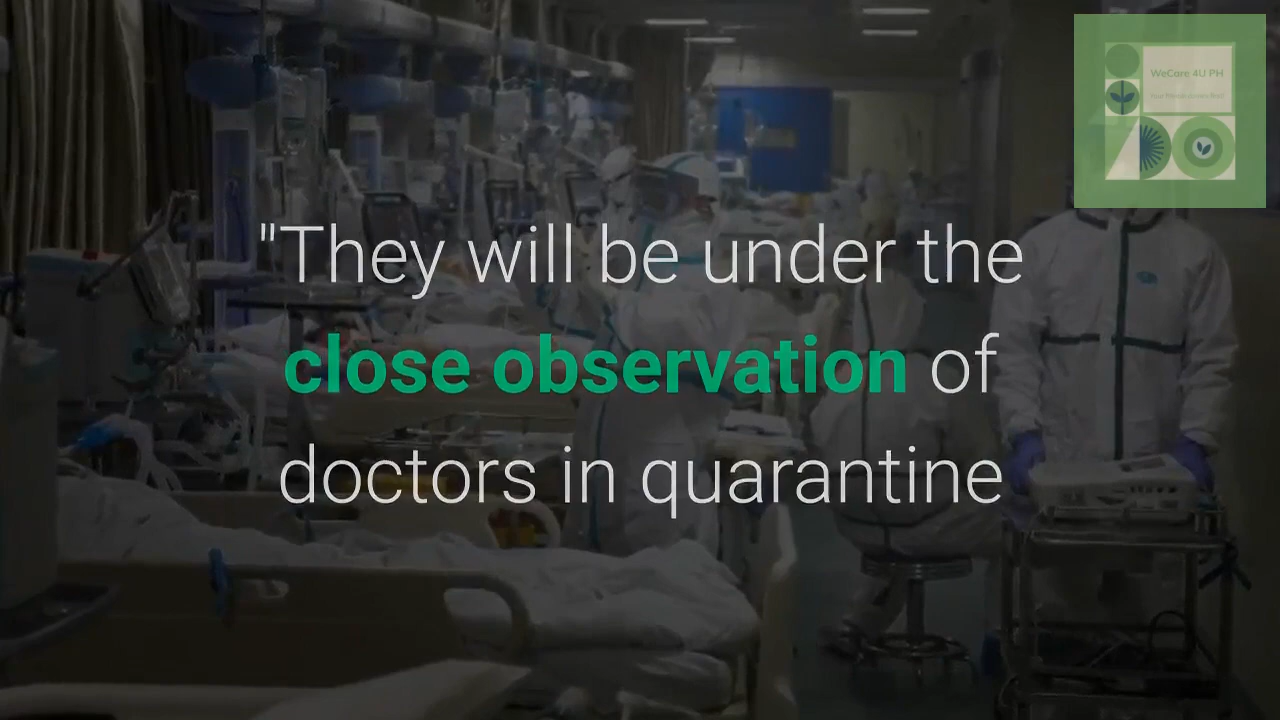 WeCare 4U PH
"They will be under the
close observation of
doctors in quarantine